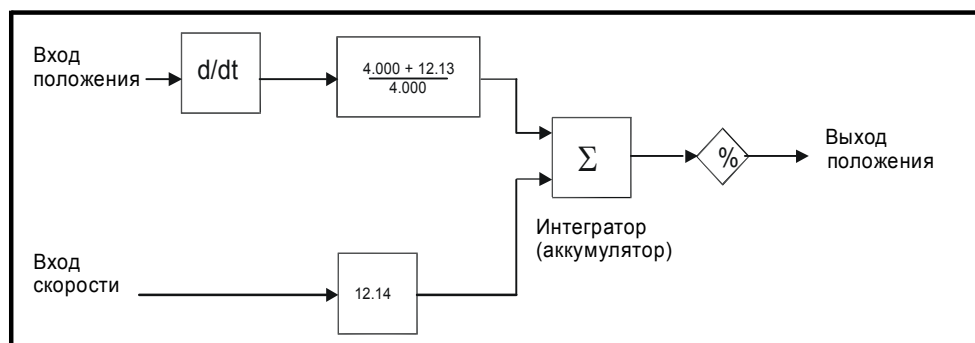 Вход
положения
d/dt
4.000 + 12.13
4.000
Σ
%
Выход
положения
Интегратор
(аккумулятор)
Вход
скорости
12.14